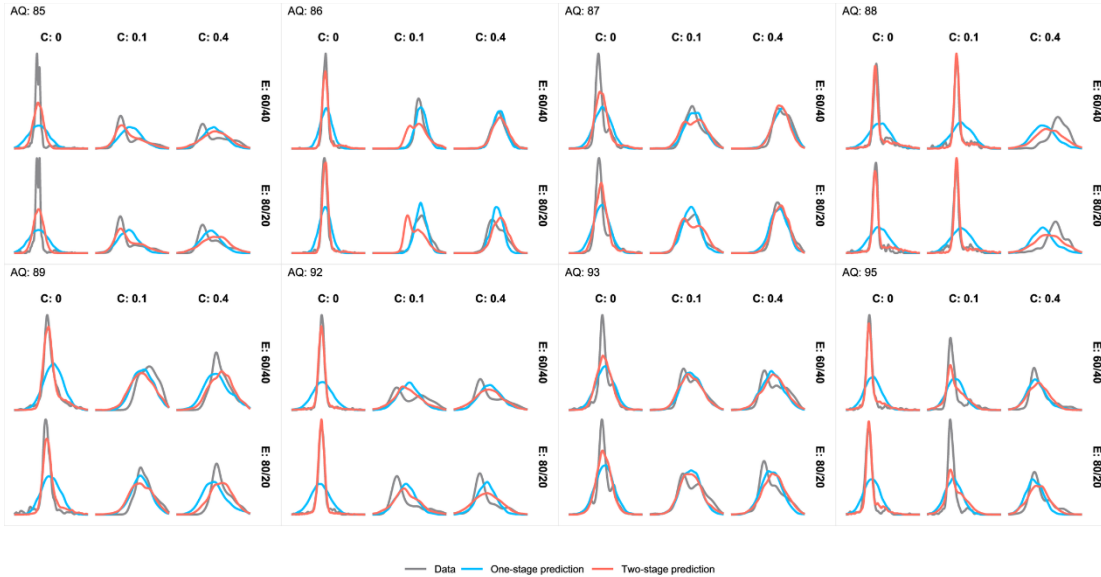 AQ: 85
C: 0 C: 0.1 C: 0.4
E: 60/40
E: 80/20
AQ: 86
C: 0 C: 0.1 C: 0.4
E: 60/40
E: 80/20
AQ: 87
C: 0 C: 0.1 C: 0.4
E: 60/40
E: 80/20
AQ: 88
C: 0 C: 0.1 C: 0.4
E: 60/40
E: 80/20
AQ: 89
C: 0 C: 0.1 C: 0.4
E: 60/40
E: 80/20
AQ: 92
C: 0 C: 0.1 C: 0.4
E: 60/40
E: 80/20
AQ: 93
C: 0 C: 0.1 C: 0.4
E: 60/40
E: 80/20
AQ: 95
C: 0 C: 0.1 C: 0.4
E: 60/40
E: 80/20
Data One-stage prediction Two-stage prediction